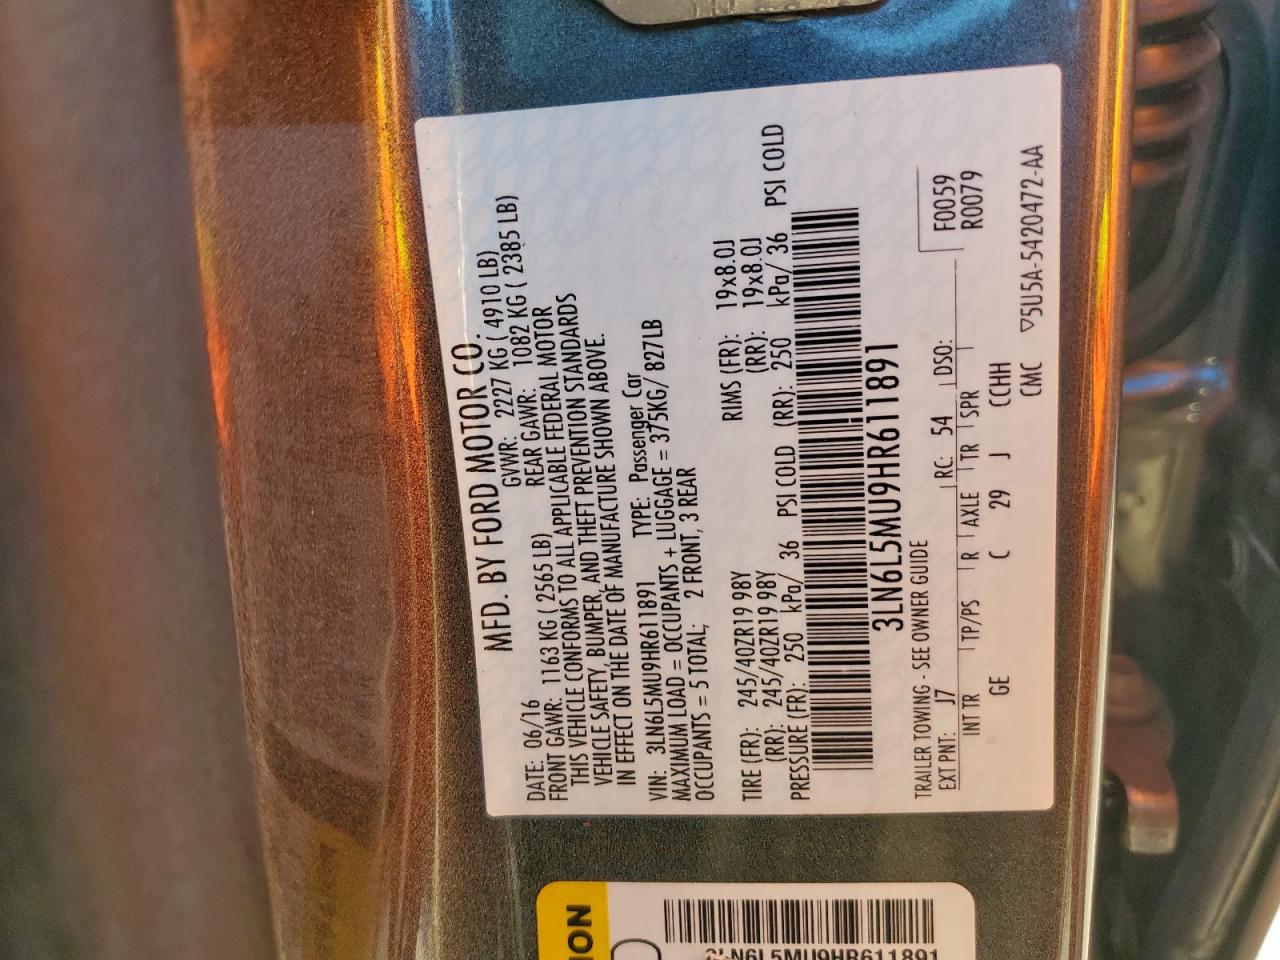 MFD. BY FORD MOTOR CO.
DATE: 06/16 GVWR: 2227 KG ( 4910 LB)
FRONT GAWR: 1163 KG ( 2565 LB) REAR GAWR: 1082 KG ( 2385 LB)
THIS VEHICLE CONFORMS TO ALL APPLICABLE FEDERAL MOTOR
VEHICLE SAFETY, BUMPER, AND THEFT PREVENTION STANDARDS
IN EFFECT ON THE DATE OF MANUFACTURE SHOWN ABOVE.
VIN: 3LN6L5MU9HR611891 TYPE: Passenger Car
MAXIMUM LOAD = OCCUPANTS + LUGGAGE = 375KG/ 827LB
OCCUPANTS = 5 TOTAL; 2 FRONT, 3 REAR
TIRE (FR): 245/40ZR19 98Y RIMS (FR): 19x8.0J
(RR): 245/40ZR19 98Y (RR): 19x8.0J
PRESSURE (FR): 250 kPa/ 36 PSI COLD (RR): 250 kPa/ 36 PSI COLD
3LN6L5MU9HR611891
TRAILER TOWING - SEE OWNER GUIDE F0059
EXT PNT: J7 RC: 54 DSO: R0079
INT TR TP/PS R AXLE TR SPR
GE C 29 J CCHH
CMC ▽5U5A-5420472-AA
ION
3LN6L5MU9HR611891